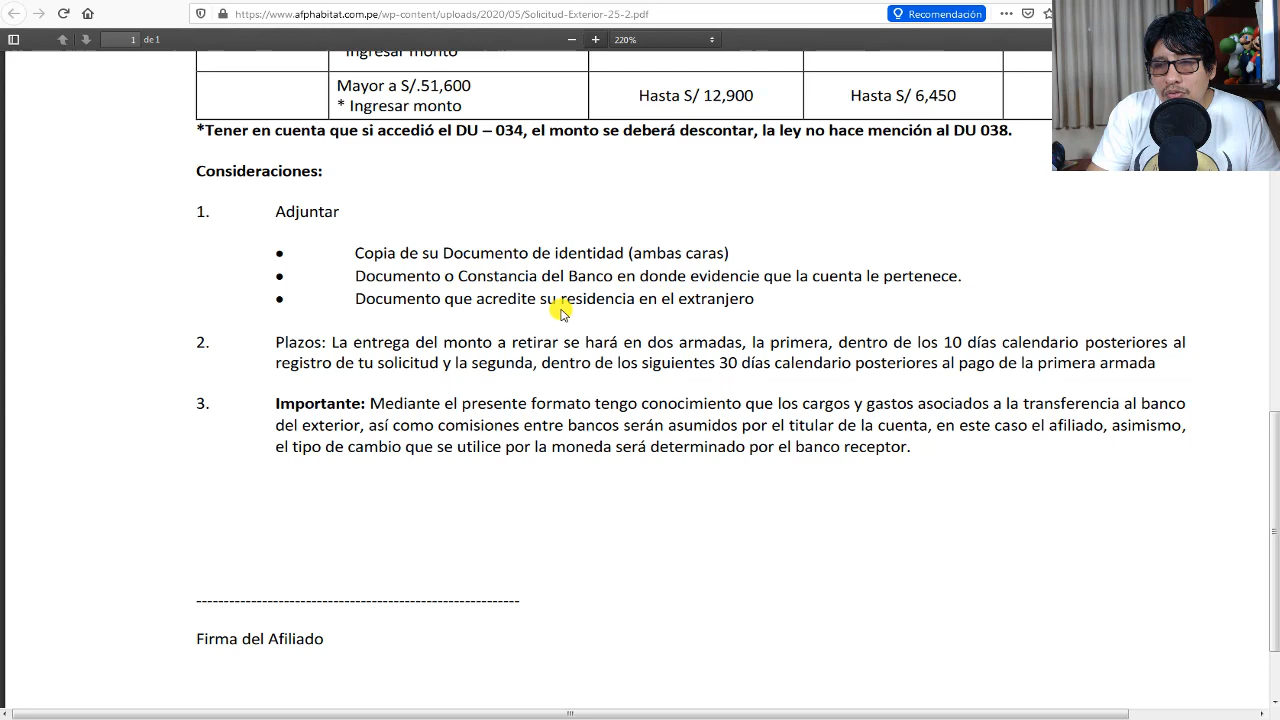 https://www.afphabitat.com.pe/wp-content/uploads/2020/05/Solicitud-Exterior-25-2.pdf
Recomendación
1 de 1
220%
* Ingresar monto
Mayor a S/.51,600
* Ingresar monto
Hasta S/ 12,900
Hasta S/ 6,450
*Tener en cuenta que si accedió el DU – 034, el monto se deberá descontar, la ley no hace mención al DU 038.
Consideraciones:
1. Adjuntar
• Copia de su Documento de identidad (ambas caras)
• Documento o Constancia del Banco en donde evidencie que la cuenta le pertenece.
• Documento que acredite su residencia en el extranjero
2. Plazos: La entrega del monto a retirar se hará en dos armadas, la primera, dentro de los 10 días calendario posteriores al
registro de tu solicitud y la segunda, dentro de los siguientes 30 días calendario posteriores al pago de la primera armada
3. Importante: Mediante el presente formato tengo conocimiento que los cargos y gastos asociados a la transferencia al banco
del exterior, así como comisiones entre bancos serán asumidos por el titular de la cuenta, en este caso el afiliado, asimismo,
el tipo de cambio que se utilice por la moneda será determinado por el banco receptor.
-----------------------------------------------------------
Firma del Afiliado